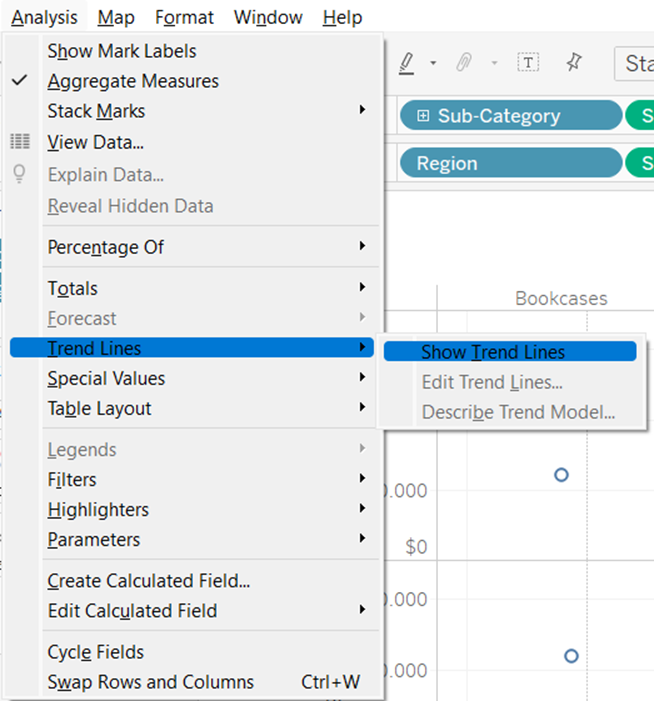 Analysis Map Format Window Help
Show Mark Labels
Aggregate Measures
Stack Marks
View Data...
Explain Data...
Reveal Hidden Data
Percentage Of
Totals
Forecast
Trend Lines
Special Values
Table Layout
Legends
Filters
Highlighters
Parameters
Create Calculated Field...
Edit Calculated Field
Cycle Fields
Swap Rows and Columns Ctrl+W
Show Trend Lines
Edit Trend Lines...
Describe Trend Model...
T Sta
Sub-Category S
Region S
Bookcases
0.000
$0
0.000
0.000